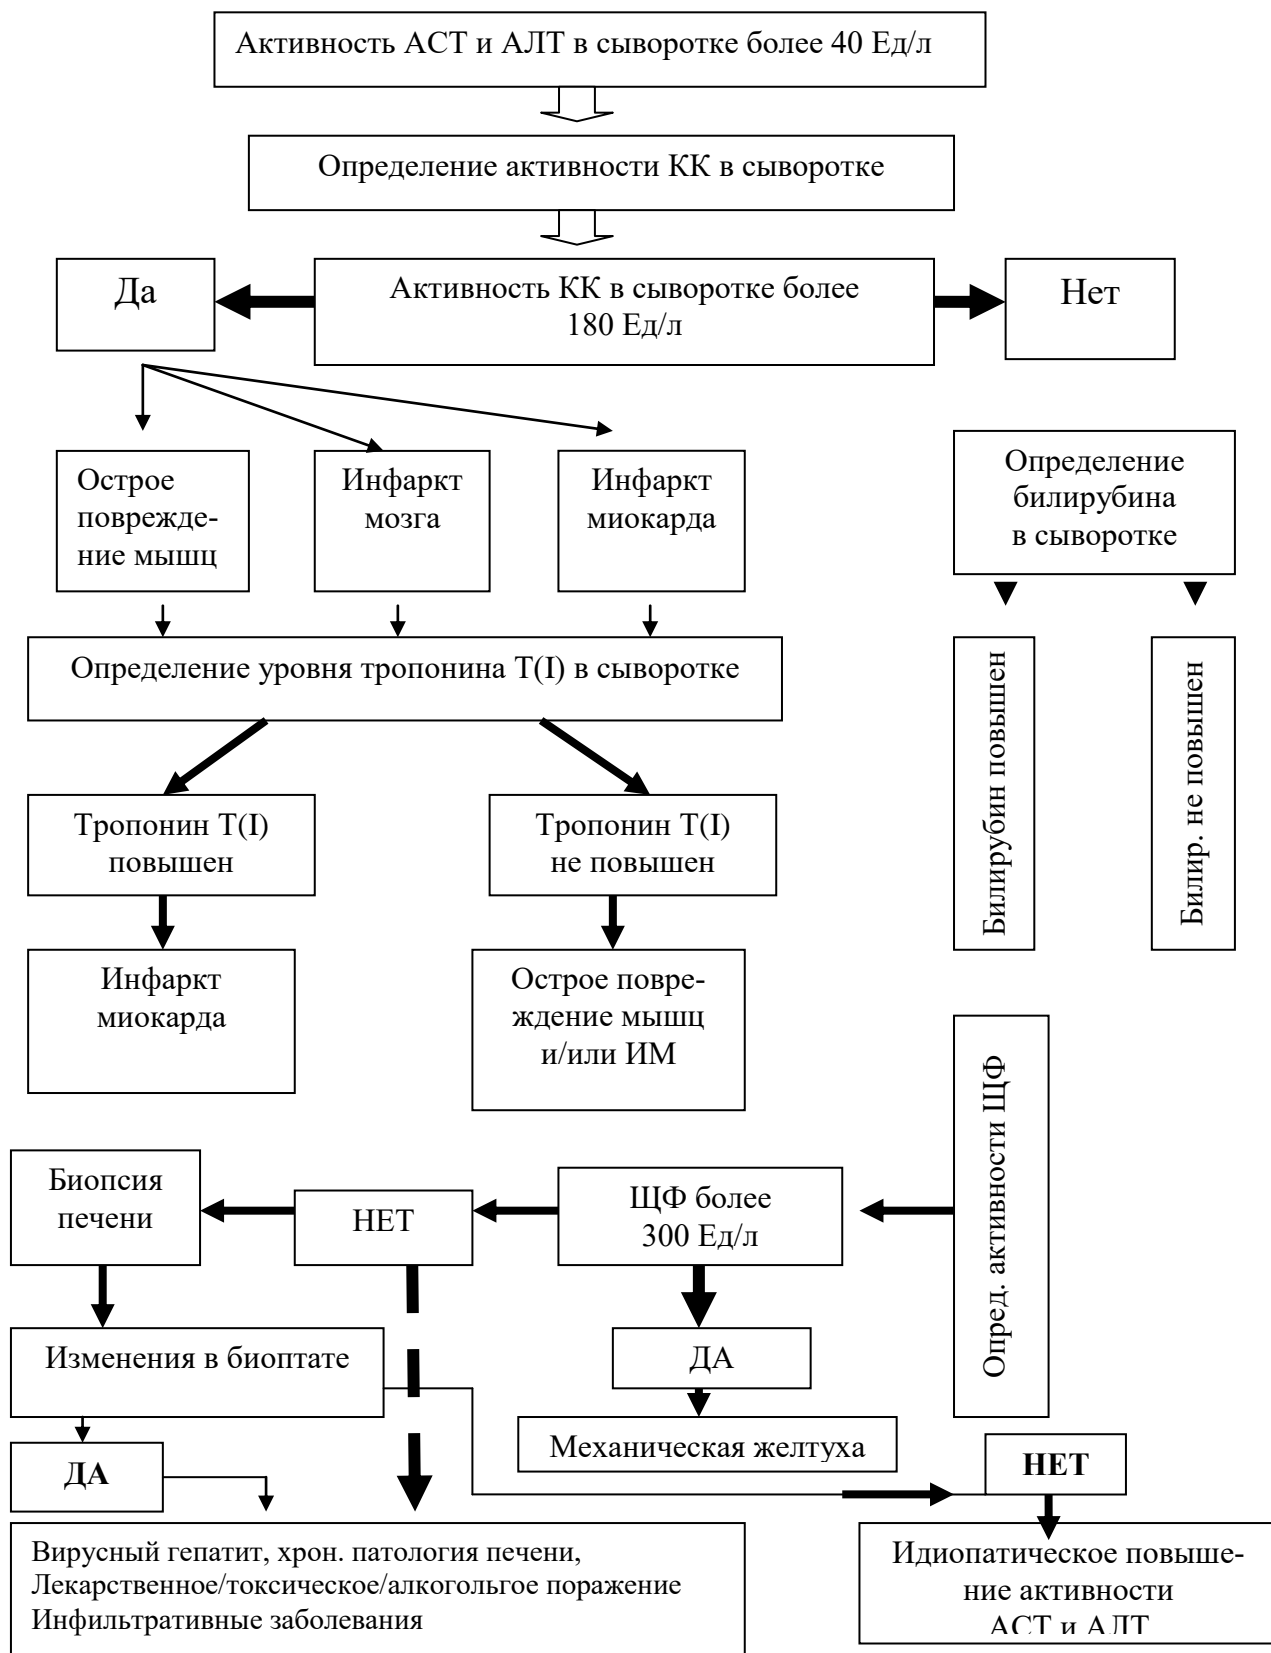 Активность АСТ и АЛТ в сыворотке более 40 Ед/л
Определение активности КК в сыворотке
Да
Активность КК в сыворотке более
180 Ед/л
Нет
Острое
поврежде-
ние мышц
Инфаркт
мозга
Инфаркт
миокарда
Определение
билирубина
в сыворотке
Определение уровня тропонина Т(I) в сыворотке
Билирубин повышен
Билир. не повышен
Тропонин Т(I)
повышен
Тропонин Т(I)
не повышен
Инфаркт
миокарда
Острое повре-
ждение мышц
и/или ИМ
Опред. активности ЩФ
Биопсия
печени
НЕТ
ЩФ более
300 Ед/л
Изменения в биоптате
ДА
Механическая желтуха
ДА
НЕТ
Вирусный гепатит, хрон. патология печени,
Лекарственное/токсическое/алкогольгое поражение
Инфильтративные заболевания
Идиопатическое повыше-
ние активности
АСТ и АЛТ